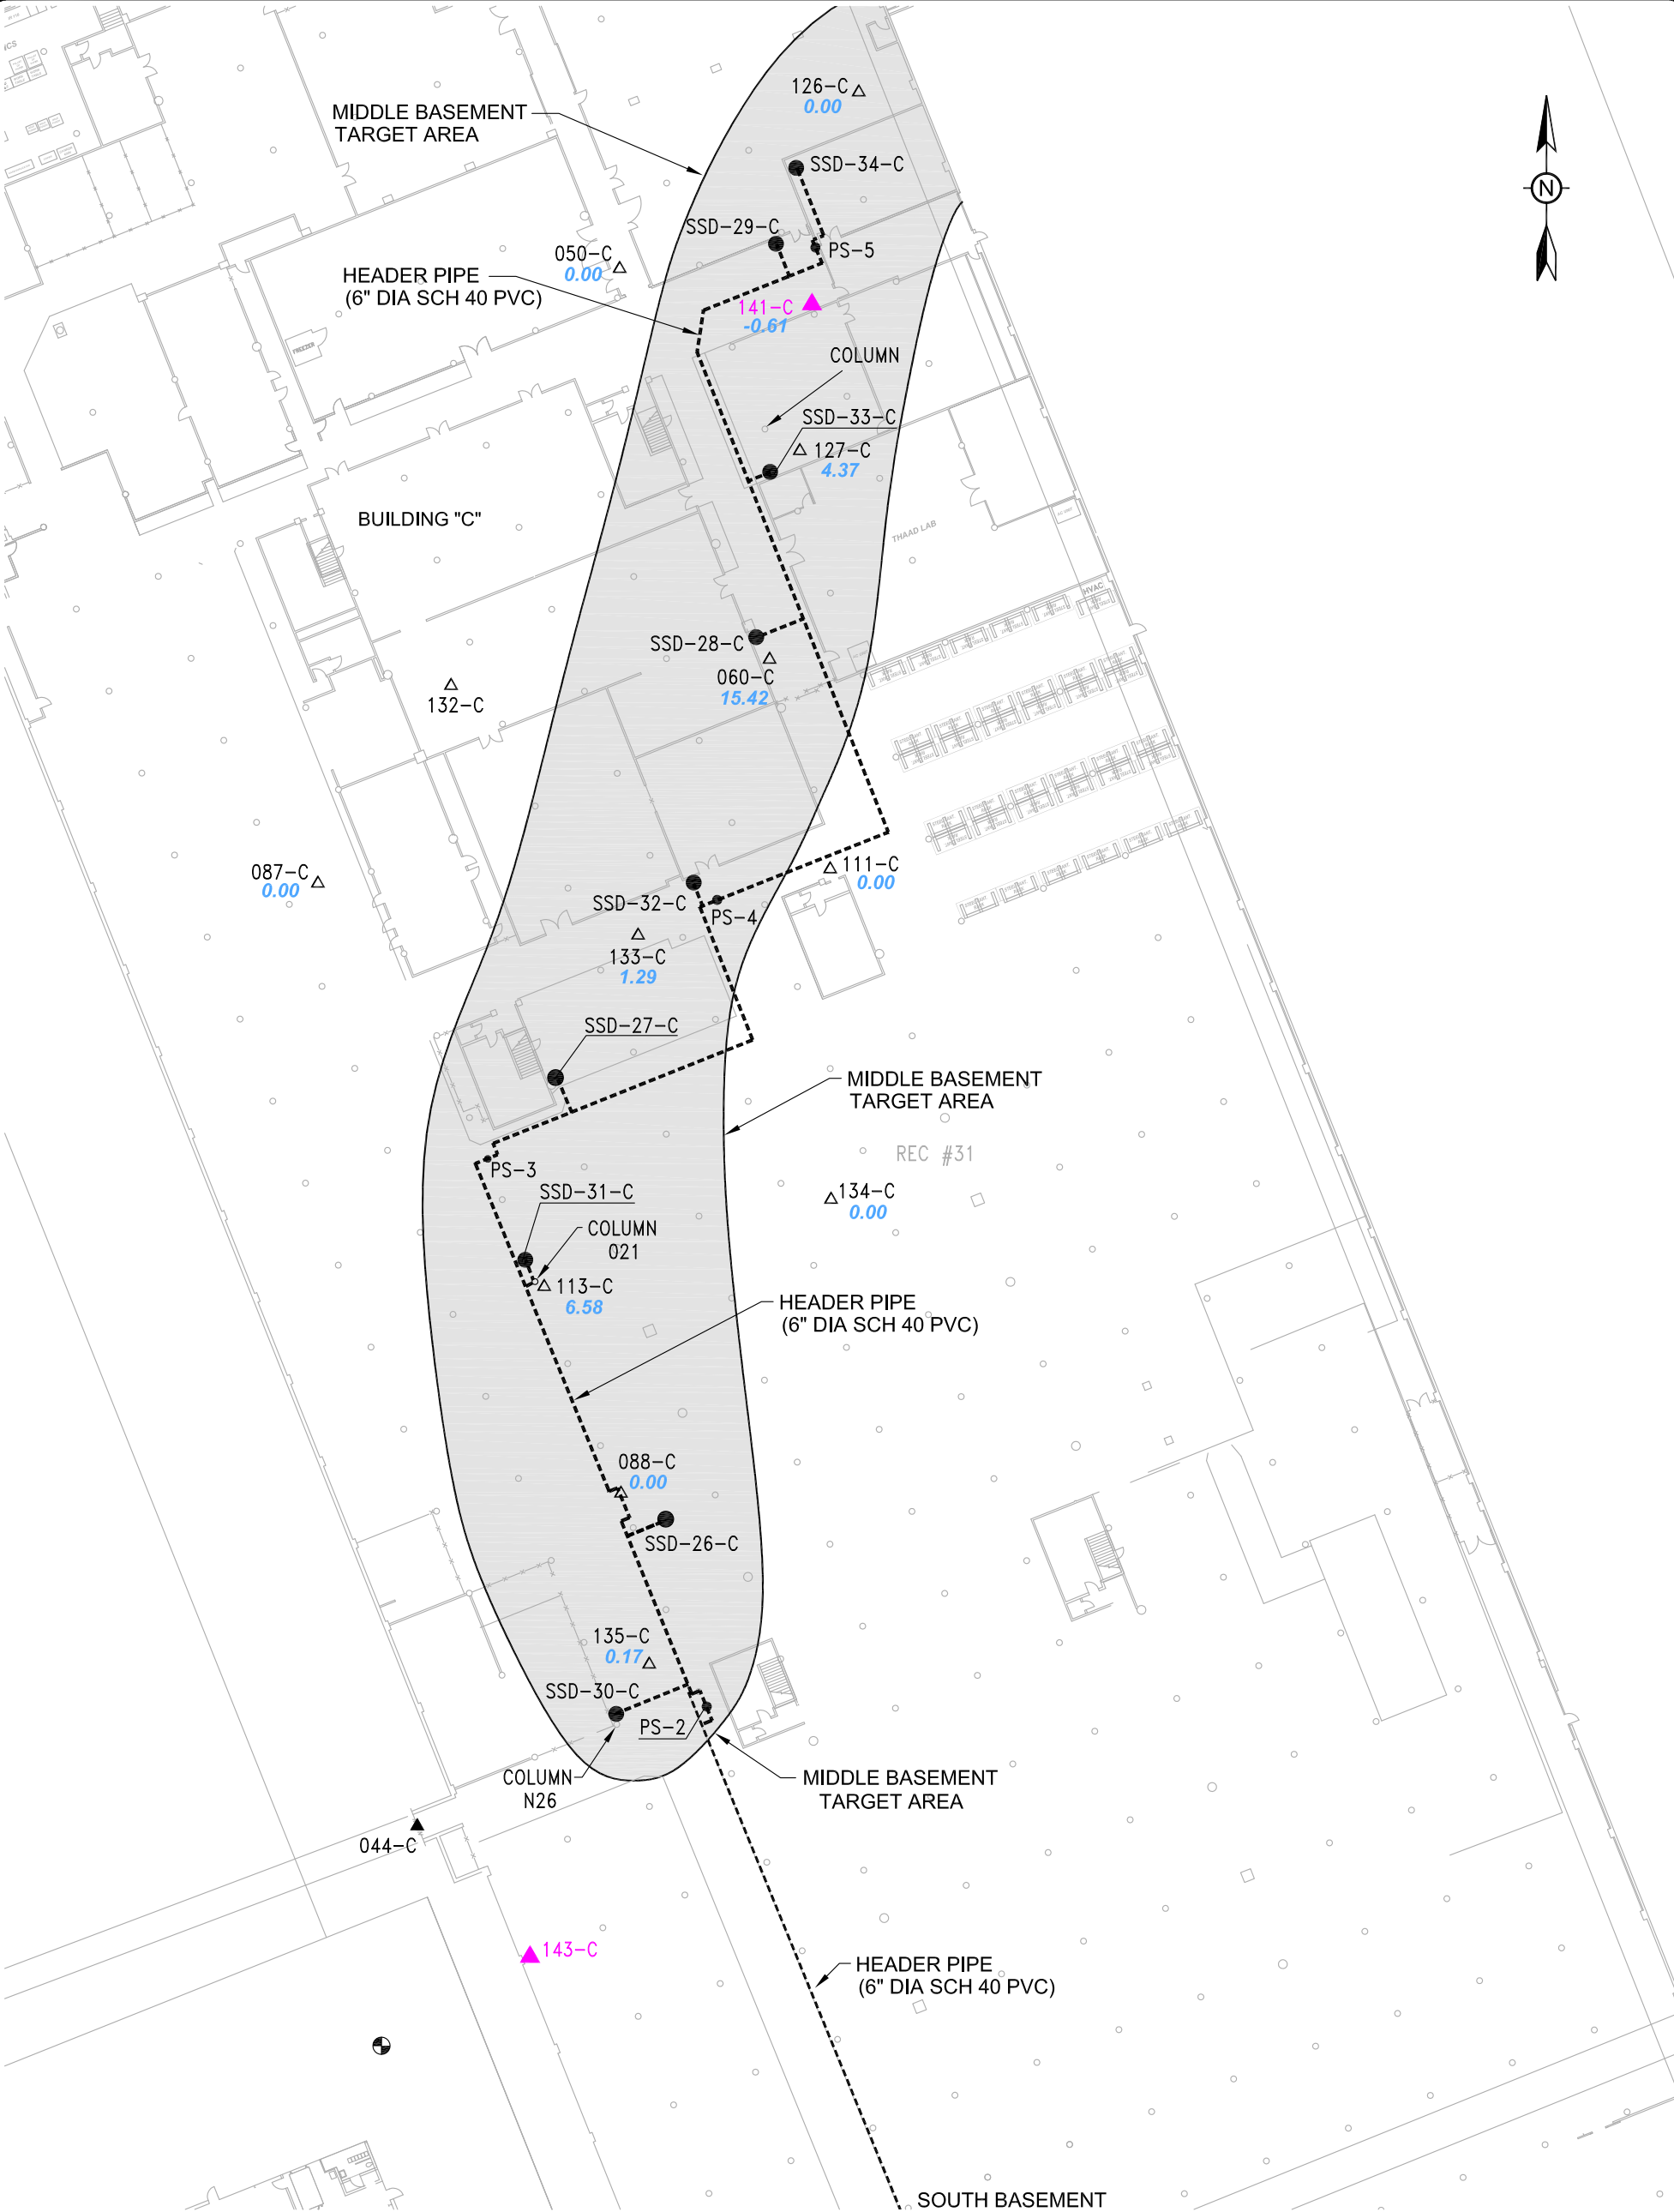 126-C
0.00
MIDDLE BASEMENT
TARGET AREA
SSD-34-C
N
SSD-29-C
PS-5
050-C
0.00
HEADER PIPE
(6" DIA SCH 40 PVC)
141-C
-0.61
FREEZER
COLUMN
SSD-33-C
127-C
4.37
BUILDING "C"
THAAD LAB
HVAC
SSD-28-C
060-C
15.42
132-C
087-C
0.00
111-C
0.00
SSD-32-C
PS-4
133-C
1.29
SSD-27-C
MIDDLE BASEMENT
TARGET AREA
REC #31
PS-3
SSD-31-C
134-C
0.00
COLUMN
021
113-C
6.58
HEADER PIPE
(6" DIA SCH 40 PVC)
088-C
0.00
SSD-26-C
135-C
0.17
SSD-30-C
PS-2
COLUMN
N26
MIDDLE BASEMENT
TARGET AREA
044-C
143-C
HEADER PIPE
(6" DIA SCH 40 PVC)
SOUTH BASEMENT